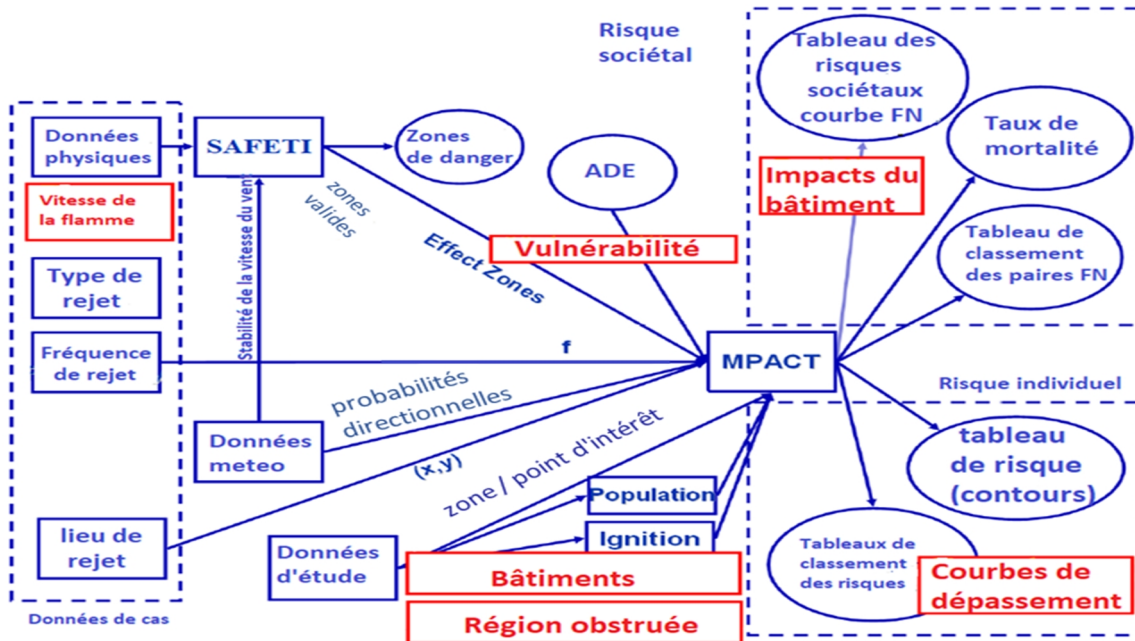 Risque
sociétal
Tableau des
risques
sociétaux
courbe FN
Taux de
mortalité
Impacts du
bâtiment
Tableau de
classement
des paires FN
Données
physiques
SAFETI
Zones
de danger
ADE
Vitesse de
la flamme
zones
valides
Vulnérabilité
Effect Zones
Stabilité de la vitesse du vent
Type de
rejet
Fréquence
de rejet
f
MPACT
Risque individuel
probabilités
directionnelles
Données
meteo
(x,y)
zone / point d'intérêt
tableau
de risque
(contours)
Population
Ignition
lieu de
rejet
Données
d'étude
Bâtiments
Région obstruée
Tableaux de
classement
des risques
Courbes de
dépassement
Données de cas